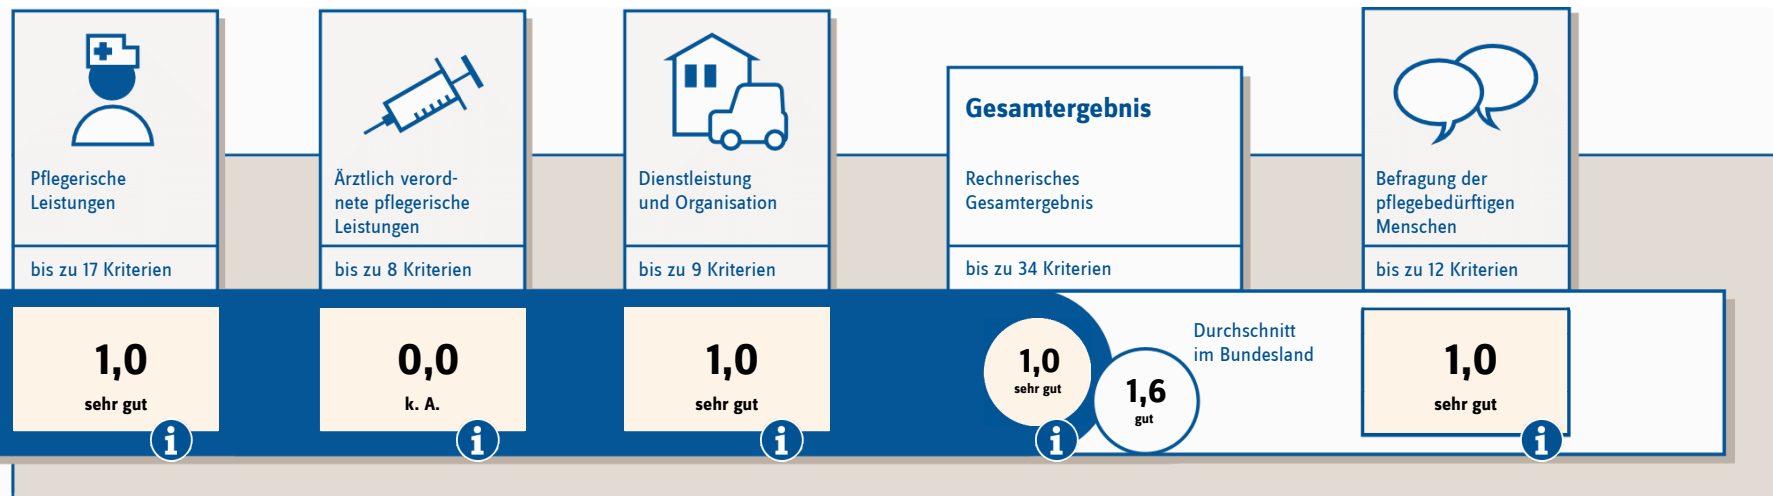 Pflegerische
Leistungen
bis zu 17 Kriterien
1,0
sehr gut
i
Ärztlich verord-
nete pflegerische
Leistungen
bis zu 8 Kriterien
0,0
k. A.
i
Dienstleistung
und Organisation
bis zu 9 Kriterien
1,0
sehr gut
i
Gesamtergebnis
Rechnerisches
Gesamtergebnis
bis zu 34 Kriterien
1,0
sehr gut
i
1,6
gut
Durchschnitt
im Bundesland
Befragung der
pflegebedürftigen
Menschen
bis zu 12 Kriterien
1,0
sehr gut
i